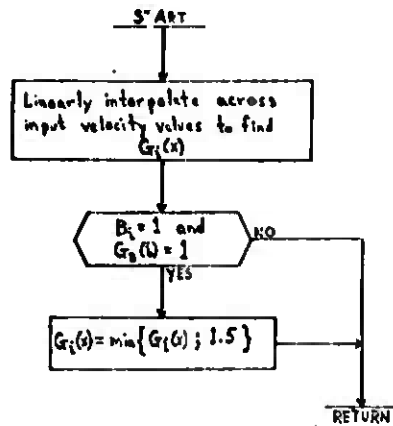 START
Linearly interpolate across
input velocity values to find
Gᵢ(x)
Bᵢ = 1 and
G_B(i) = 1
NO
YES
Gᵢ(x) = min{Gᵢ(x) ; 1.5}
RETURN